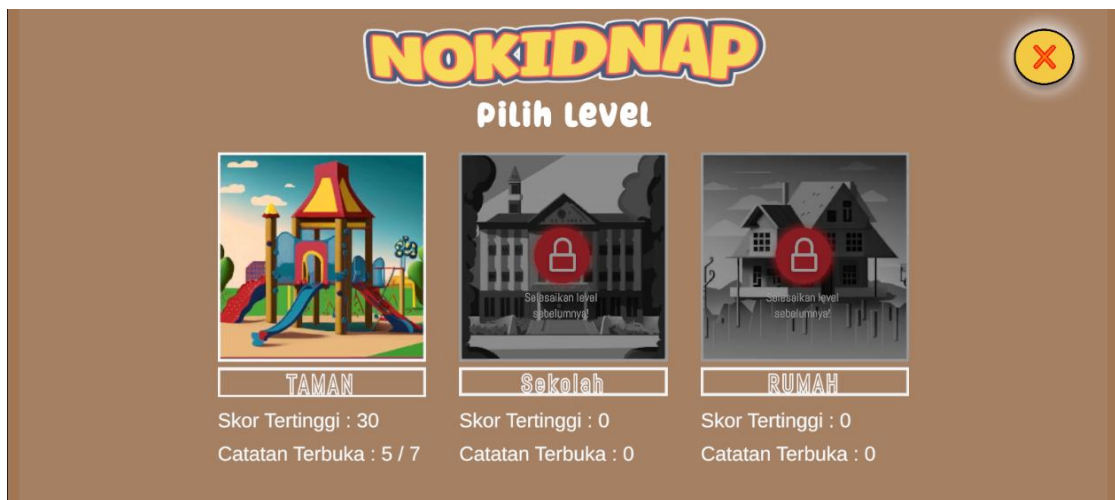 NOKIDNAP
Pilih Level
Selesaikan level
sebelumnya!
Selesaikan level
sebelumnya!
TAMAN
Sekolah
RUMAH
Skor Tertinggi : 30
Skor Tertinggi : 0
Skor Tertinggi : 0
Catatan Terbuka : 5 / 7
Catatan Terbuka : 0
Catatan Terbuka : 0